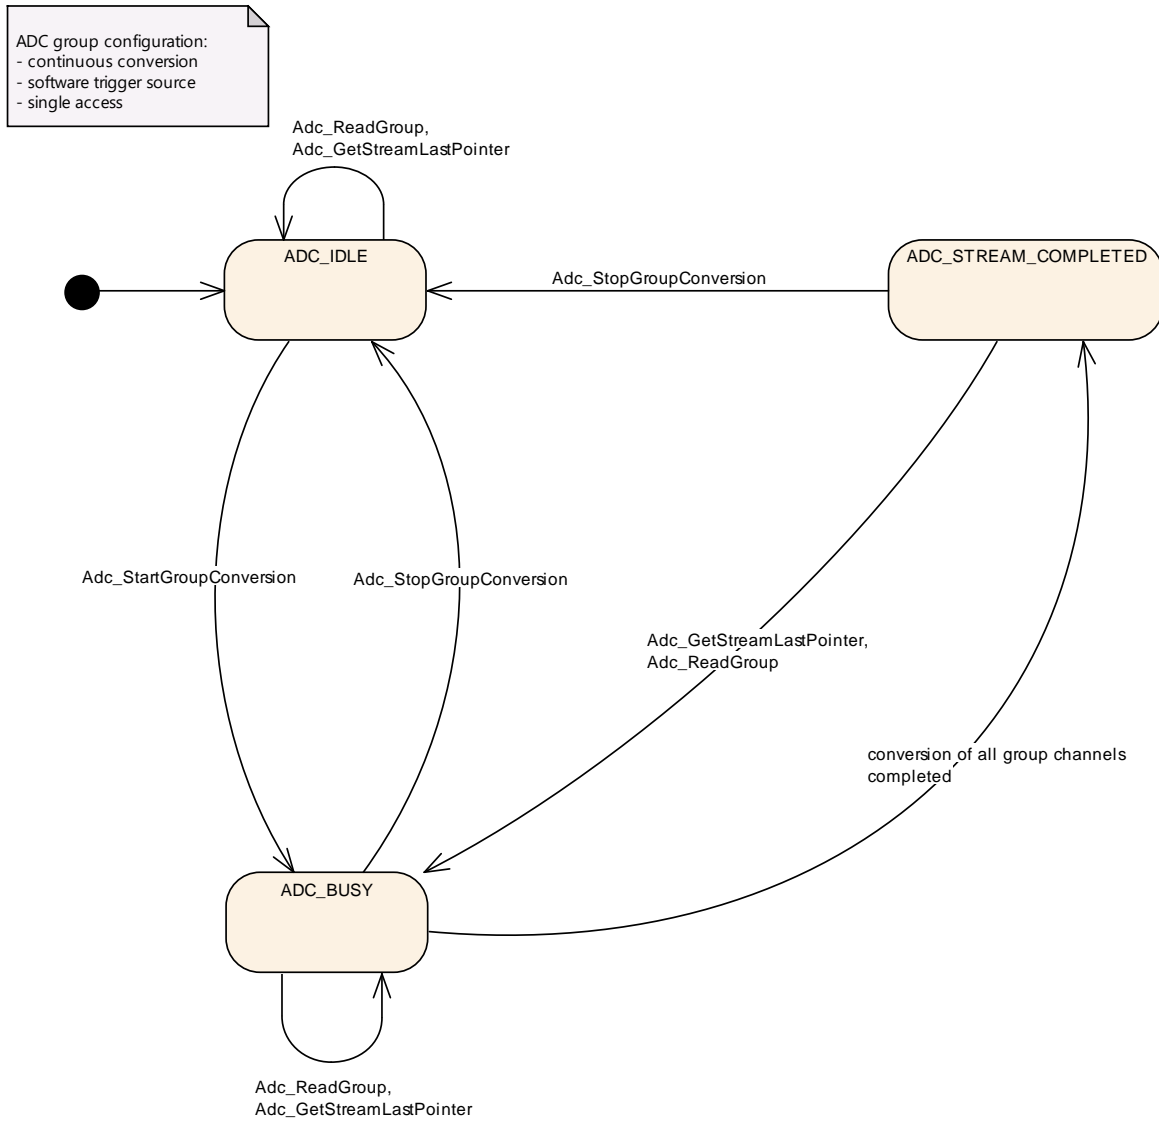 ADC group configuration:
- continuous conversion
- software trigger source
- single access
Adc_ReadGroup,
Adc_GetStreamLastPointer
ADC_IDLE
ADC_STREAM_COMPLETED
Adc_StopGroupConversion
Adc_StartGroupConversion
Adc_StopGroupConversion
Adc_GetStreamLastPointer,
Adc_ReadGroup
conversion of all group channels
completed
ADC_BUSY
Adc_ReadGroup,
Adc_GetStreamLastPointer